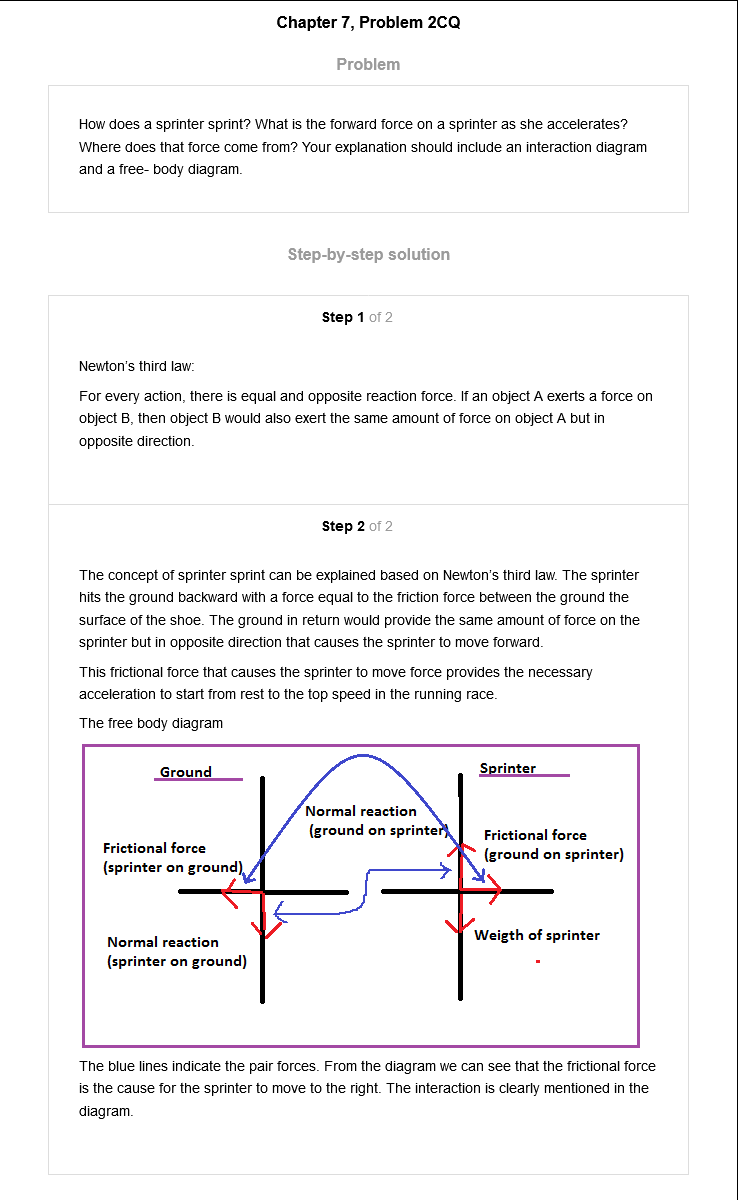 Chapter 7, Problem 2CQ
Problem
How does a sprinter sprint? What is the forward force on a sprinter as she accelerates?
Where does that force come from? Your explanation should include an interaction diagram
and a free- body diagram.
Step-by-step solution
Step 1 of 2
Newton's third law:
For every action, there is equal and opposite reaction force. If an object A exerts a force on
object B, then object B would also exert the same amount of force on object A but in
opposite direction.
Step 2 of 2
The concept of sprinter sprint can be explained based on Newton's third law. The sprinter
hits the ground backward with a force equal to the friction force between the ground the
surface of the shoe. The ground in return would provide the same amount of force on the
sprinter but in opposite direction that causes the sprinter to move forward.
This frictional force that causes the sprinter to move force provides the necessary
acceleration to start from rest to the top speed in the running race.
The free body diagram
Ground
Sprinter
Normal reaction
(ground on sprinter)
Frictional force
(sprinter on ground)
Frictional force
(ground on sprinter)
Normal reaction
(sprinter on ground)
Weigth of sprinter
The blue lines indicate the pair forces. From the diagram we can see that the frictional force
is the cause for the sprinter to move to the right. The interaction is clearly mentioned in the
diagram.